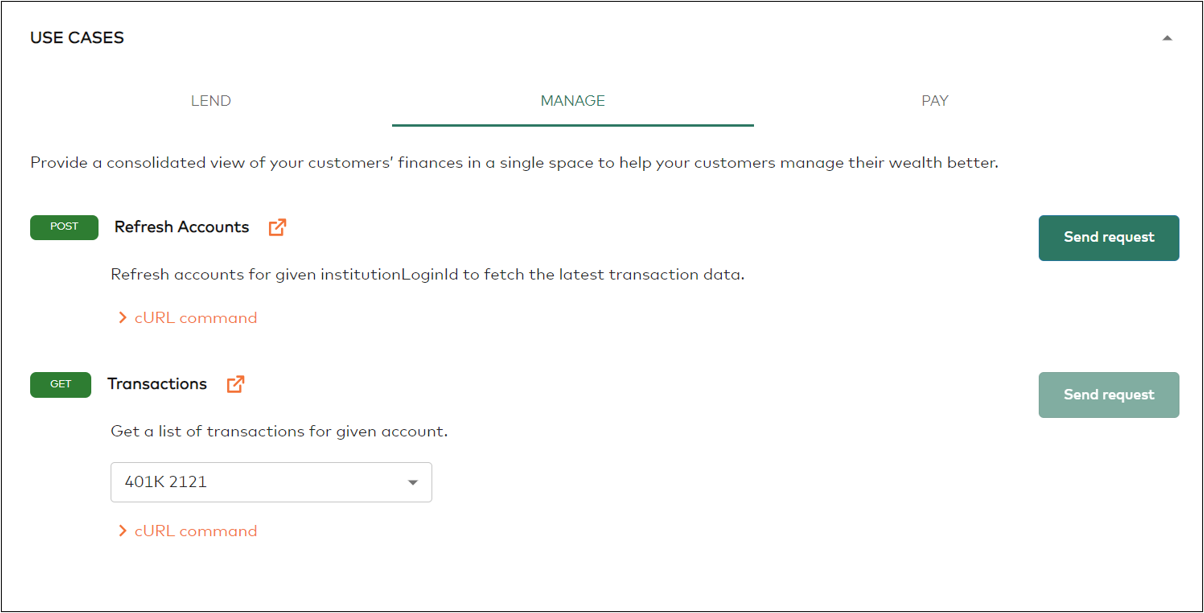 USE CASES
LEND MANAGE PAY
Provide a consolidated view of your customers’ finances in a single space to help your customers manage their wealth better.
POST Refresh Accounts Send request
Refresh accounts for given institutionLoginId to fetch the latest transaction data.
cURL command
GET Transactions Send request
Get a list of transactions for given account.
401K 2121
cURL command